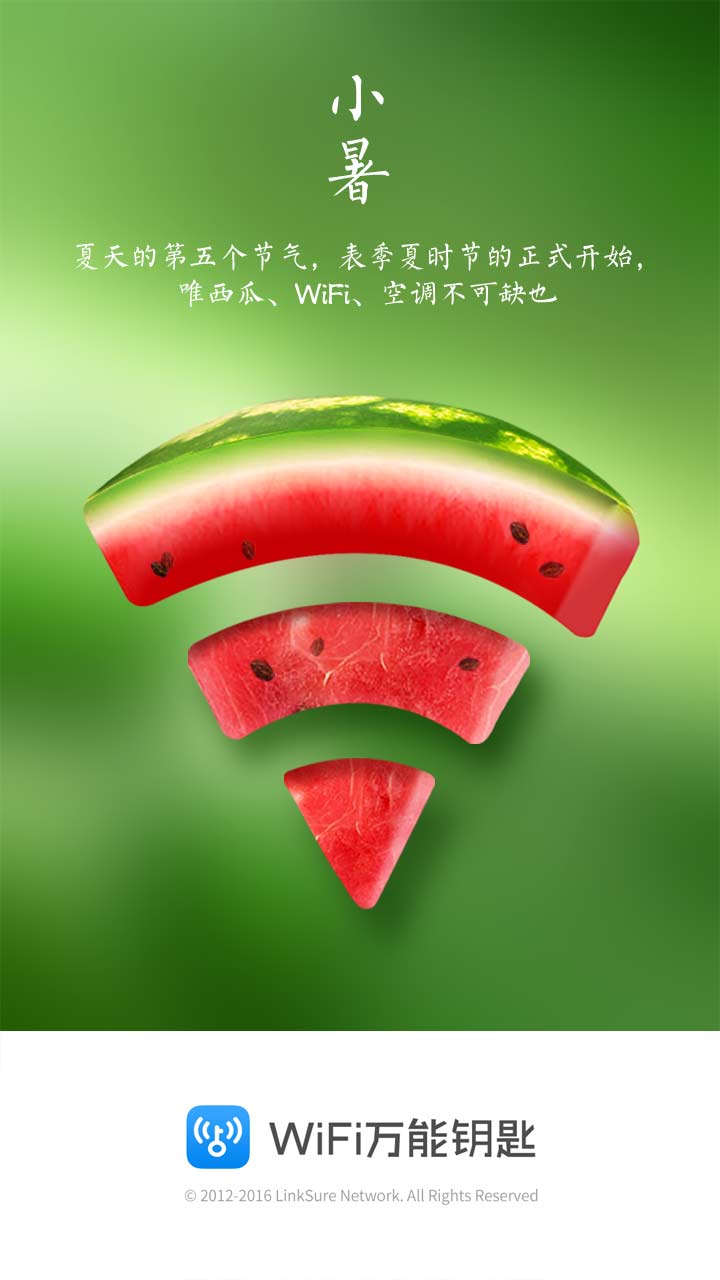 小
暑
夏天的第五个节气，表季夏时节的正式开始，
唯西瓜、WiFi、空调不可缺也
WiFi万能钥匙
© 2012-2016 LinkSure Network. All Rights Reserved